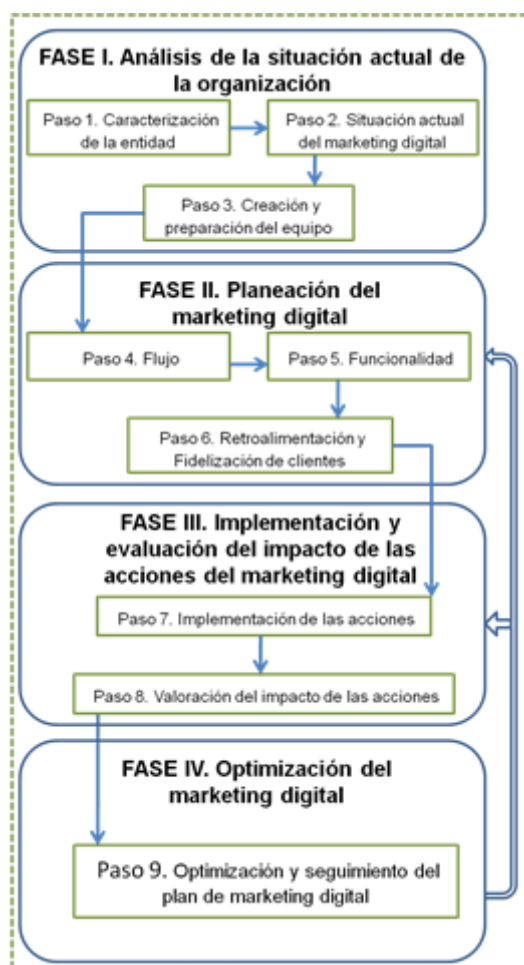 FASE I. Análisis de la situación actual de
la organización
Paso 1. Caracterización
de la entidad
Paso 2. Situación actual
del marketing digital
Paso 3. Creación y
preparación del equipo
FASE II. Planeación del
marketing digital
Paso 4. Flujo
Paso 5. Funcionalidad
Paso 6. Retroalimentación y
Fidelización de clientes
FASE III. Implementación y
evaluación del impacto de las
acciones del marketing digital
Paso 7. Implementación de las acciones
Paso 8. Valoración del impacto de las acciones
FASE IV. Optimización del
marketing digital
Paso 9. Optimización y seguimiento del
plan de marketing digital